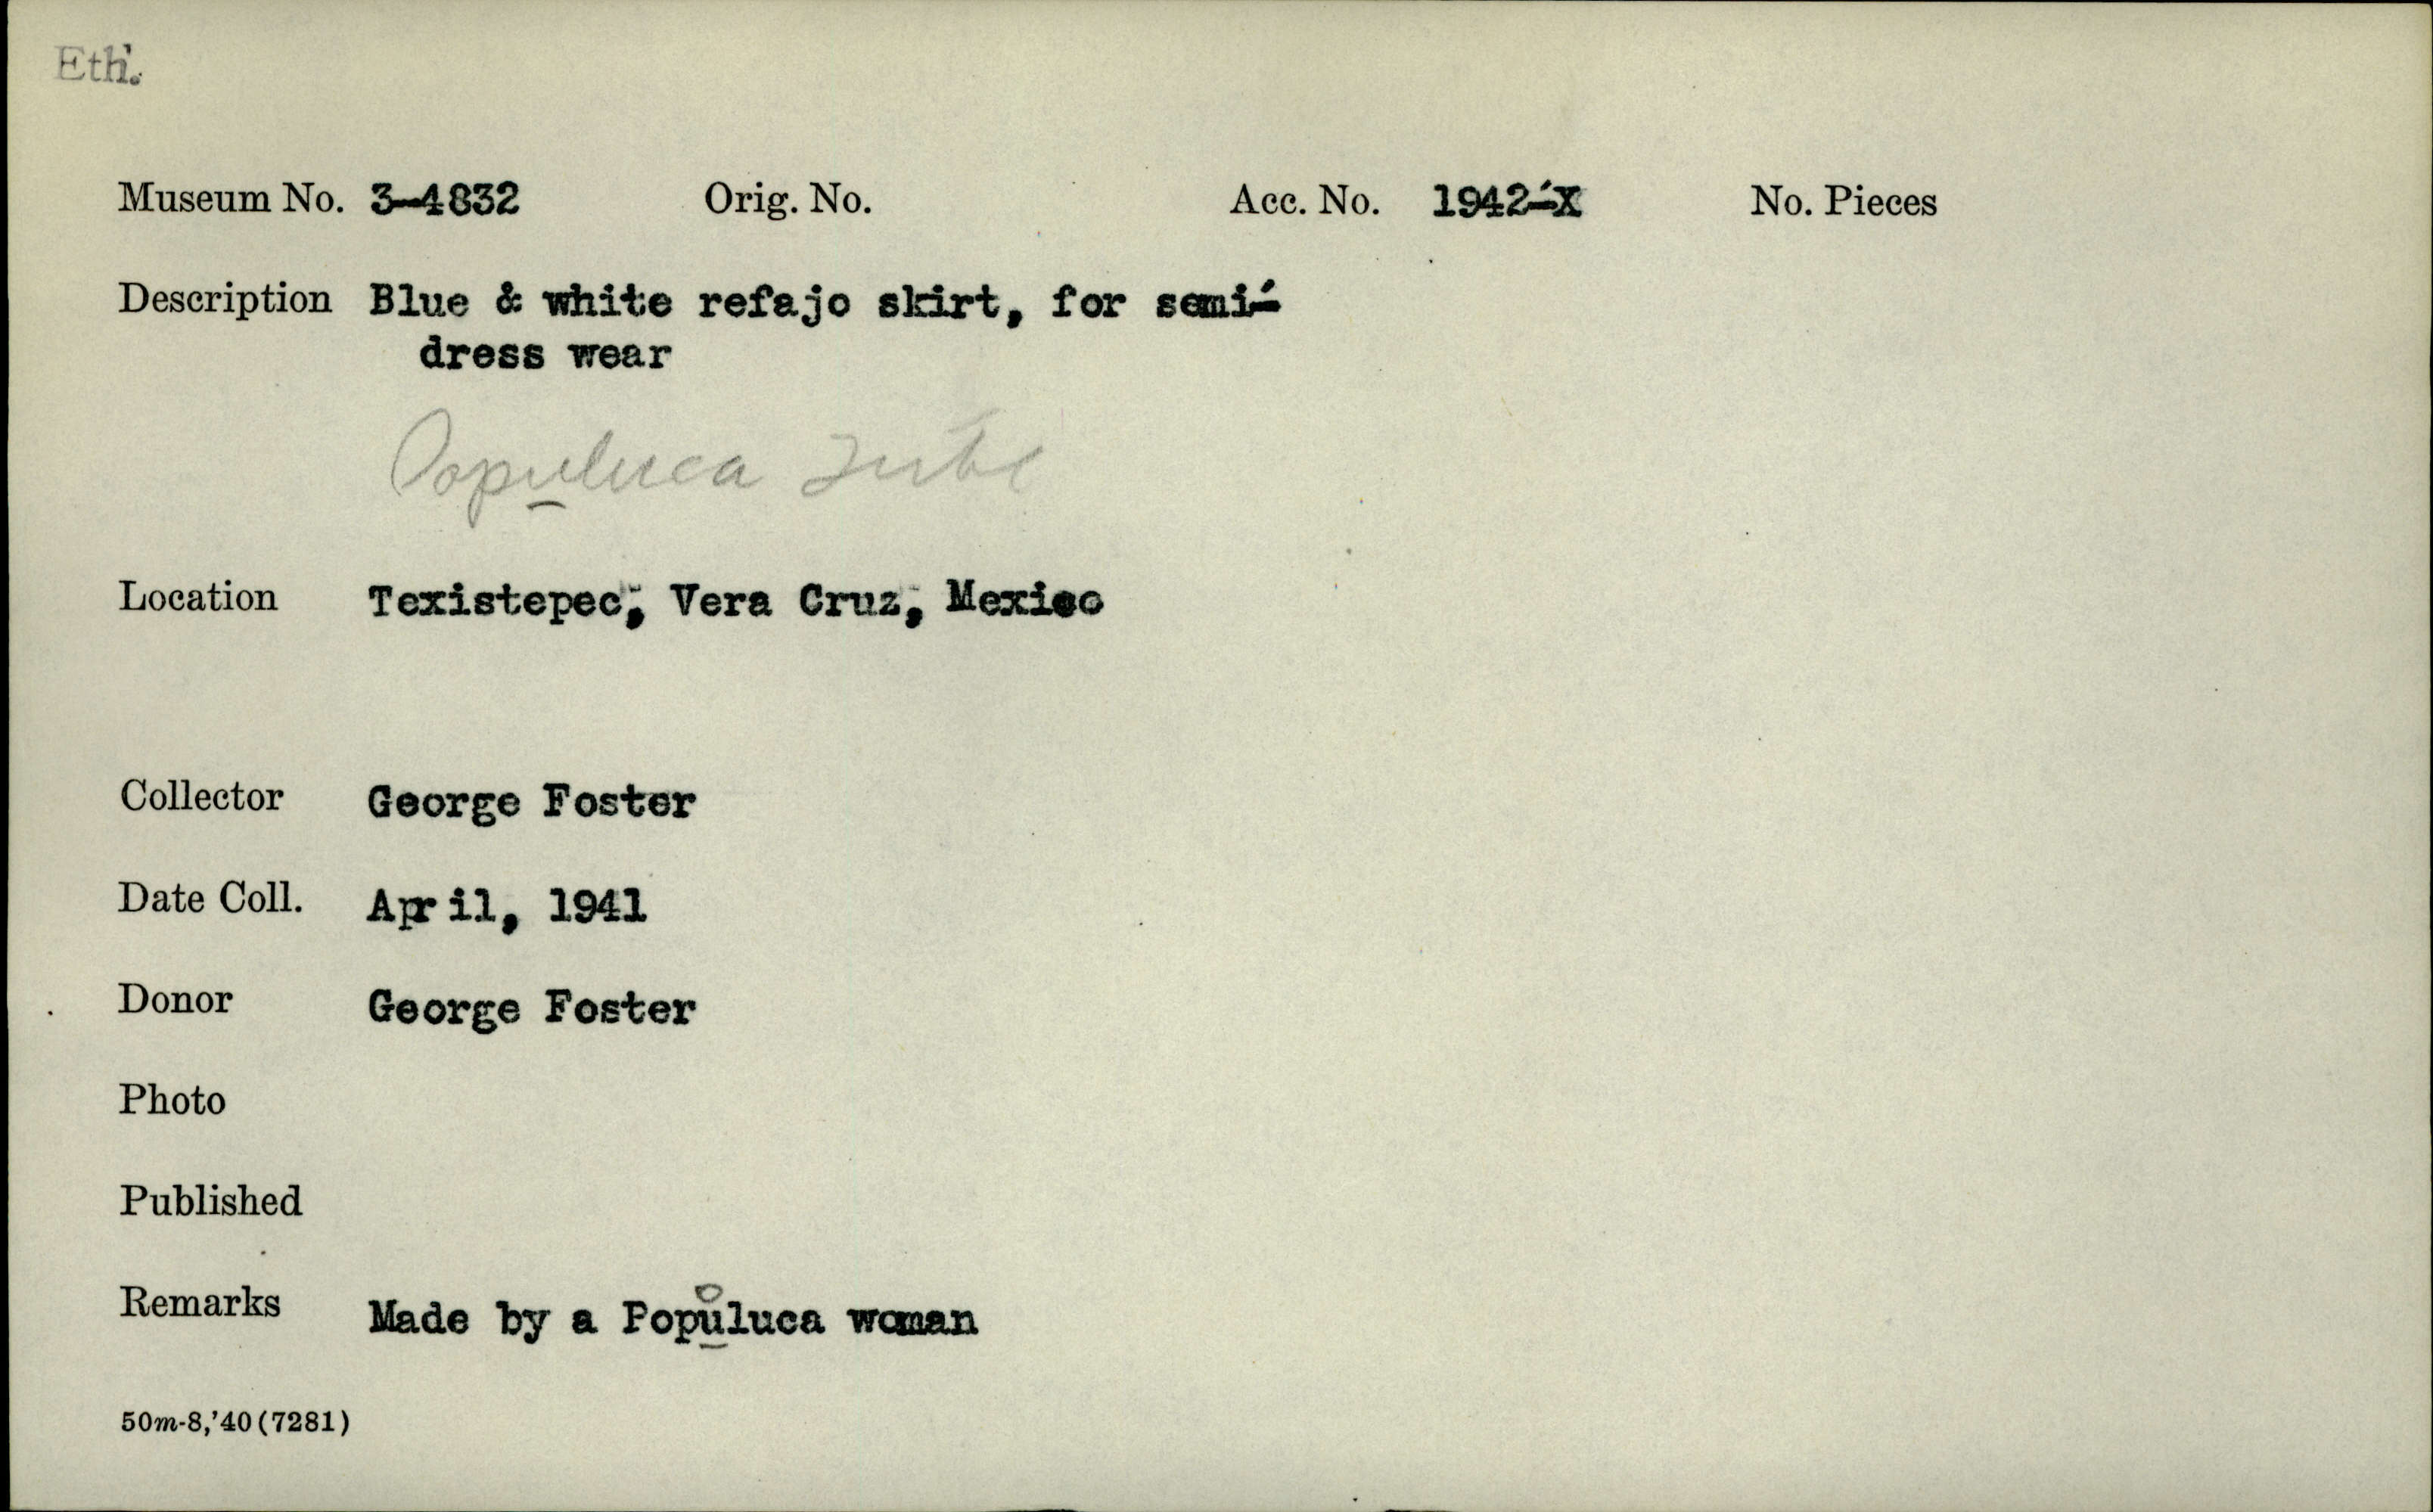 Eth.
Museum No. 3-4832 Orig. No. Acc. No. 1942-X No. Pieces
Description Blue & white refajo skirt, for semi-
dress wear
Populuca Tribe
Location Texistepec, Vera Cruz, Mexico
Collector George Foster
Date Coll. April, 1941
Donor George Foster
Photo
Published
o
Remarks Made by a Populuca woman
50m-8,'40(7281)